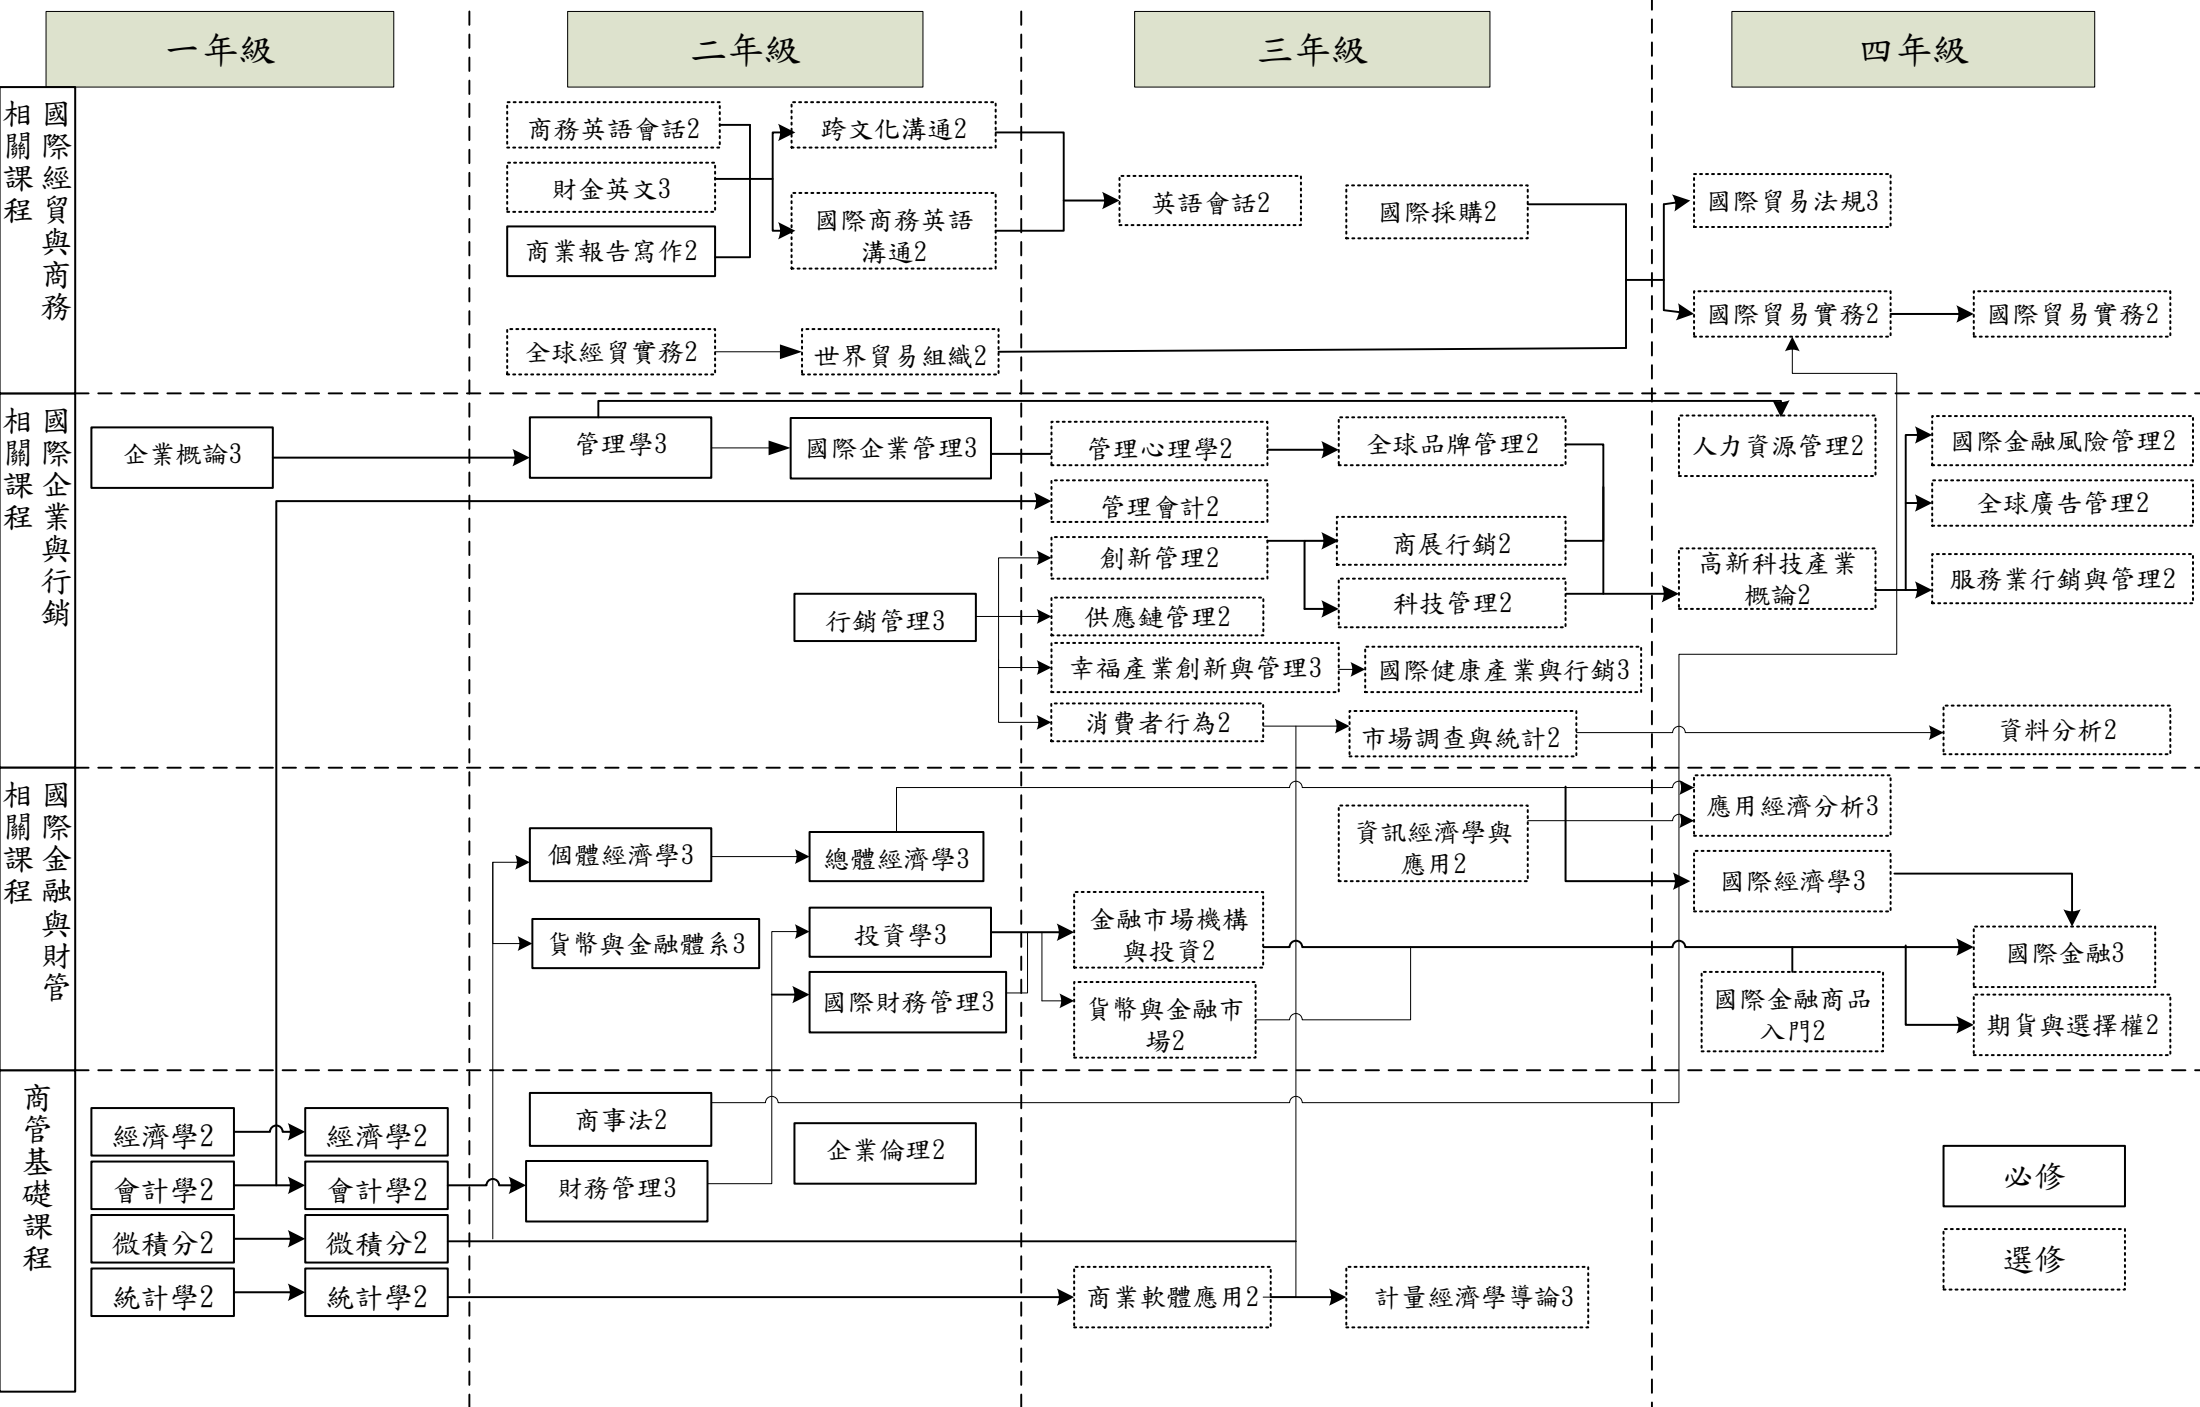 一年級
二年級
三年級
四年級
國際經貿與商務
相關課程
商務英語會話2
財金英文3
商業報告寫作2
跨文化溝通2
國際商務英語
溝通2
英語會話2
國際採購2
國際貿易法規3
國際貿易實務2
國際貿易實務2
全球經貿實務2
世界貿易組織2
國際企業與行銷
相關課程
企業概論3
管理學3
國際企業管理3
行銷管理3
管理心理學2
全球品牌管理2
管理會計2
創新管理2
商展行銷2
科技管理2
供應鏈管理2
幸福產業創新與管理3
國際健康產業與行銷3
消費者行為2
市場調查與統計2
人力資源管理2
高新科技產業
概論2
國際金融風險管理2
全球廣告管理2
服務業行銷與管理2
資料分析2
國際金融與財管
相關課程
個體經濟學3
總體經濟學3
貨幣與金融體系3
投資學3
國際財務管理3
金融市場機構
與投資2
貨幣與金融市
場2
資訊經濟學與
應用2
應用經濟分析3
國際經濟學3
國際金融商品
入門2
國際金融3
期貨與選擇權2
商管基礎課程
經濟學2
經濟學2
會計學2
會計學2
微積分2
微積分2
統計學2
統計學2
商事法2
財務管理3
企業倫理2
商業軟體應用2
計量經濟學導論3
必修
選修